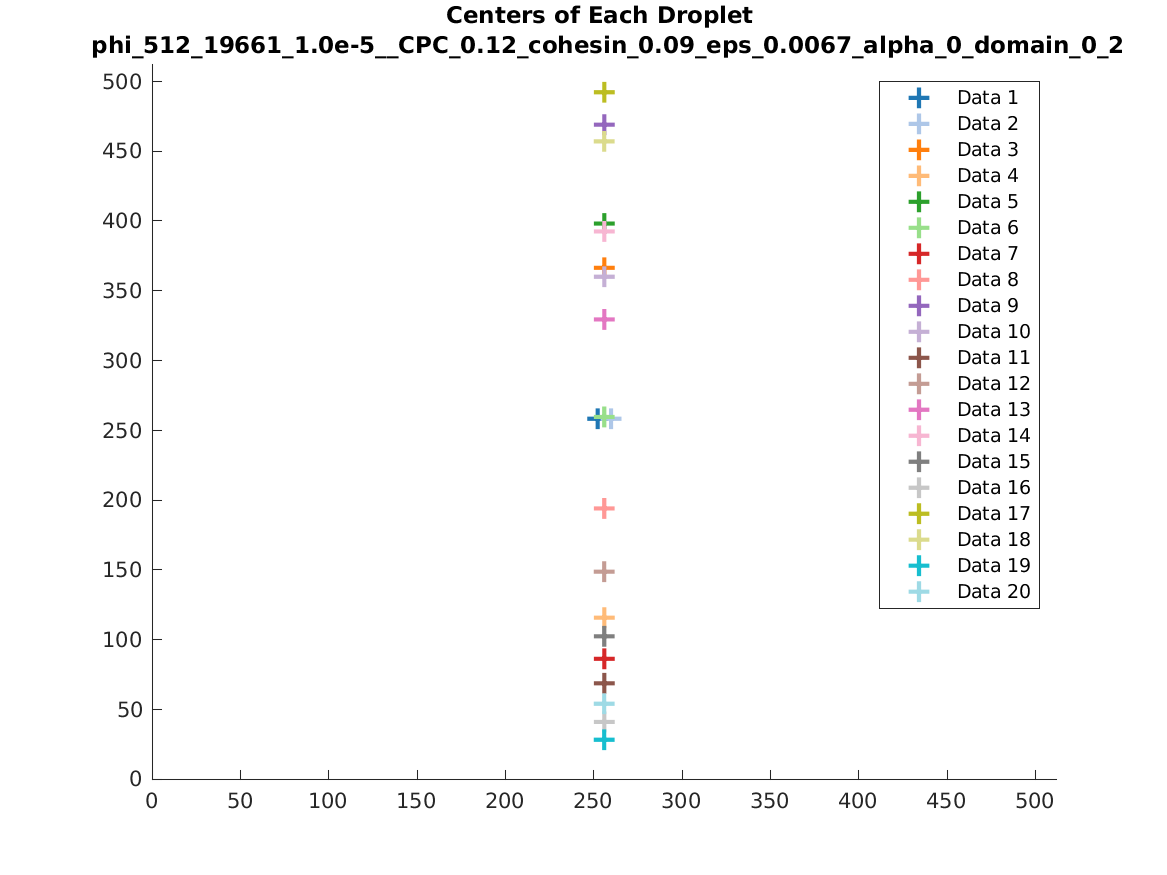 Centers of Each Droplet
phi_512_19661_1.0e-5__CPC_0.12_cohesin_0.09_eps_0.0067_alpha_0_domain_0_2
500
450
400
350
300
250
200
150
100
50
0
0 50 100 150 200 250 300 350 400 450 500
Data 1
Data 2
Data 3
Data 4
Data 5
Data 6
Data 7
Data 8
Data 9
Data 10
Data 11
Data 12
Data 13
Data 14
Data 15
Data 16
Data 17
Data 18
Data 19
Data 20